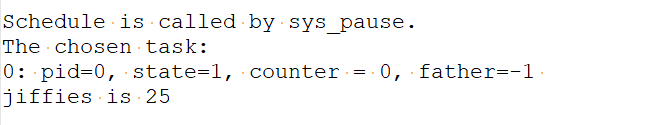 Schedule is called by sys_pause.
The chosen task:
0: pid=0, state=1, counter = 0, father=-1
jiffies is 25